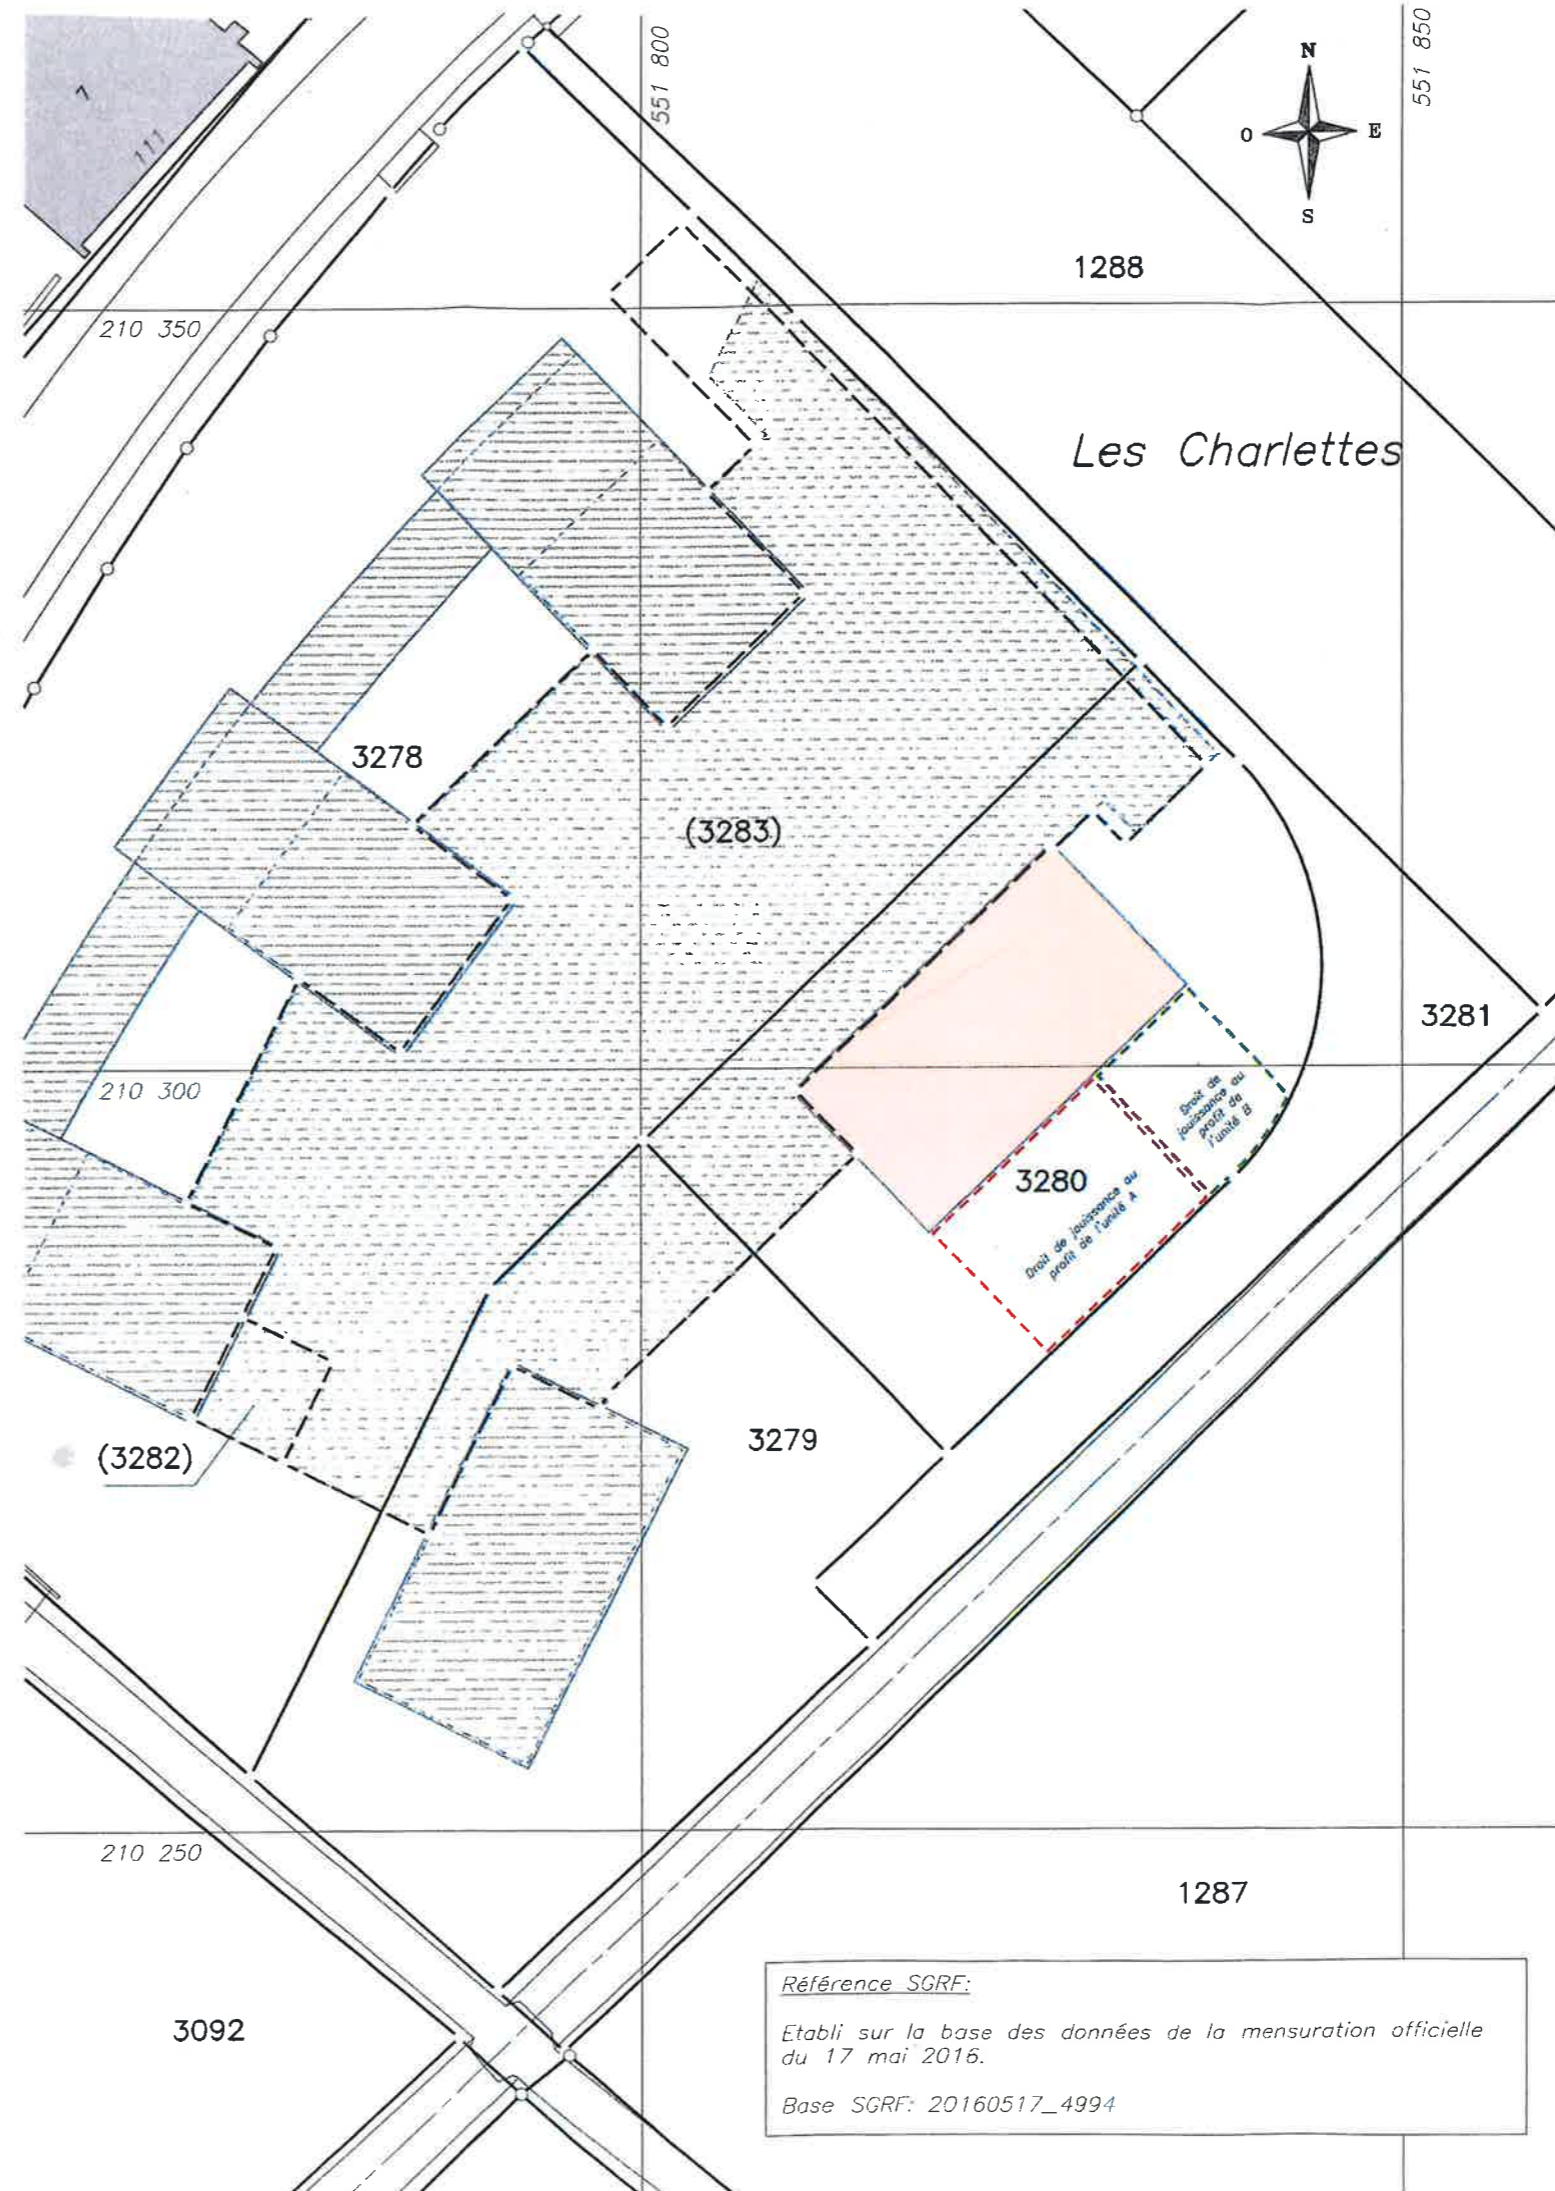 551 800
551 850
N
O
E
S
7
111
1288
210 350
Les Charlettes
3278
(3283)
3281
210 300
Droit de
jouissance au
profit de
l'unité B
3280
Droit de jouissance au
profit de l'unité A
3279
(3282)
210 250
1287
3092
Référence SGRF:
Etabli sur la base des données de la mensuration officielle
du 17 mai 2016.
Base SGRF: 20160517_4994